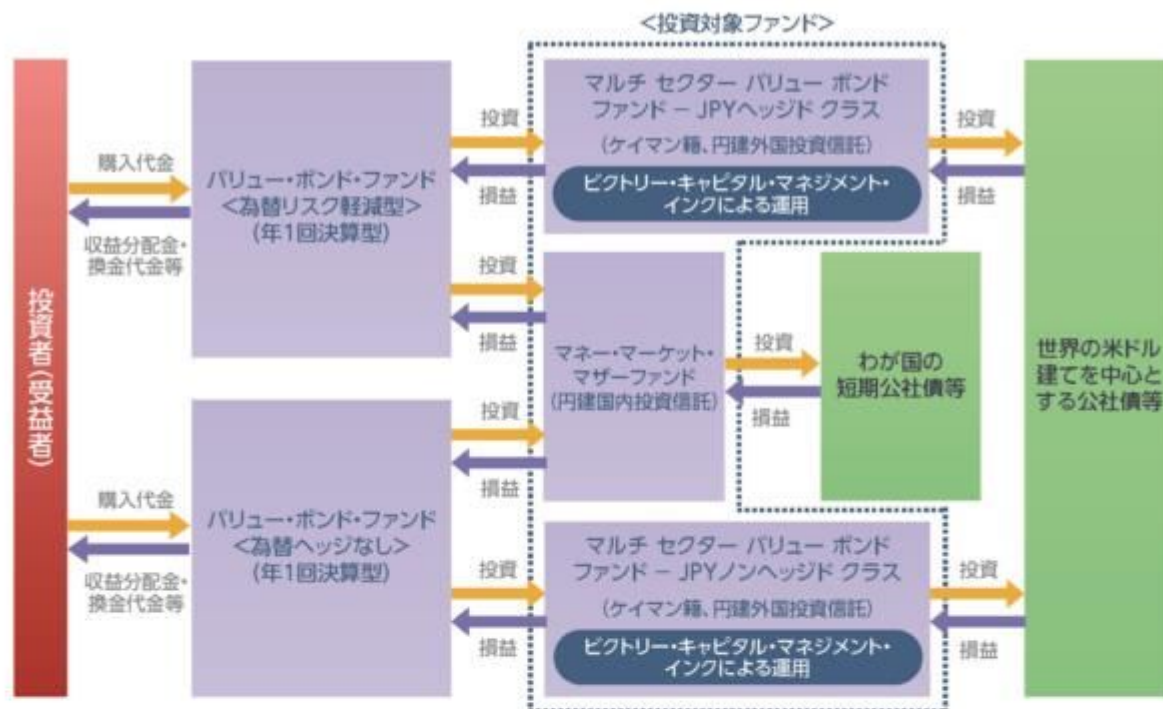 <投資対象ファンド>
投資者(受益者)
購入代金
収益分配金・
換金代金等
バリュー・ボンド・ファンド
<為替リスク軽減型>
(年1回決算型)
投資
損益
マルチ セクター バリュー ボンド
ファンド － JPYヘッジド クラス
(ケイマン籍、円建外国投資信託)
ビクトリー・キャピタル・マネジメント・
インクによる運用
投資
損益
投資
損益
マネー・マーケット・
マザーファンド
(円建国内投資信託)
投資
損益
わが国の
短期公社債等
世界の米ドル
建てを中心と
する公社債等
購入代金
収益分配金・
換金代金等
バリュー・ボンド・ファンド
<為替ヘッジなし>
(年1回決算型)
投資
損益
投資
損益
マルチ セクター バリュー ボンド
ファンド － JPYノンヘッジド クラス
(ケイマン籍、円建外国投資信託)
ビクトリー・キャピタル・マネジメント・
インクによる運用
投資
損益